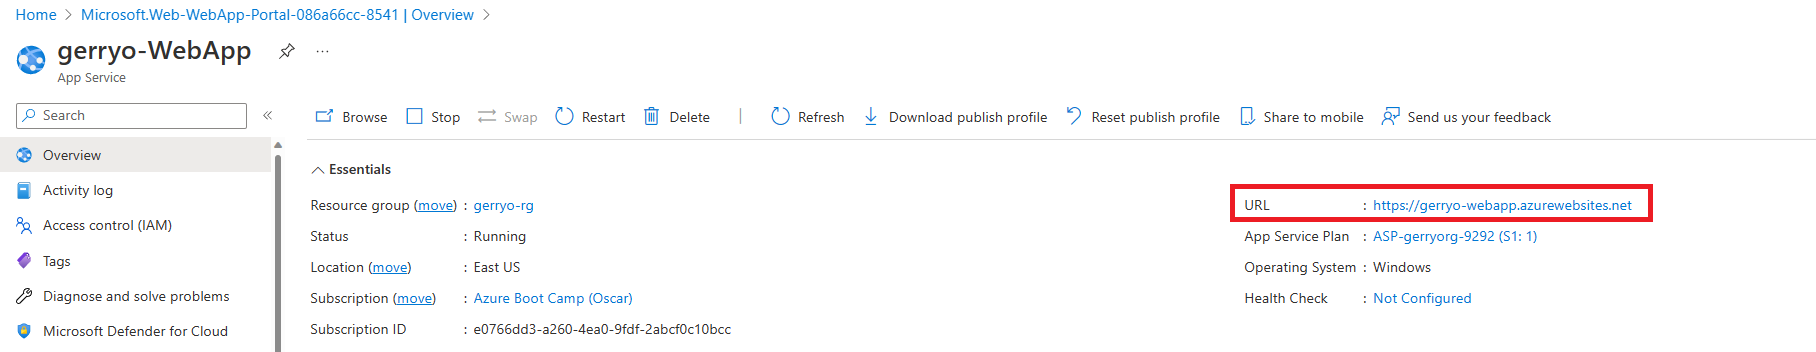 Home > Microsoft.Web-WebApp-Portal-086a66cc-8541 | Overview >
gerryo-WebApp ...
App Service
Search «
Browse Stop Swap Restart Delete | Refresh Download publish profile Reset publish profile Share to mobile Send us your feedback
Overview
Activity log
Access control (IAM)
Tags
Diagnose and solve problems
Microsoft Defender for Cloud
Essentials
Resource group (move) : gerryo-rg
Status : Running
Location (move) : East US
Subscription (move) : Azure Boot Camp (Oscar)
Subscription ID : e0766dd3-a260-4ea0-9fdf-2abcf0c10bcc
URL : https://gerryo-webapp.azurewebsites.net
App Service Plan : ASP-gerryorg-9292 (S1: 1)
Operating System : Windows
Health Check : Not Configured